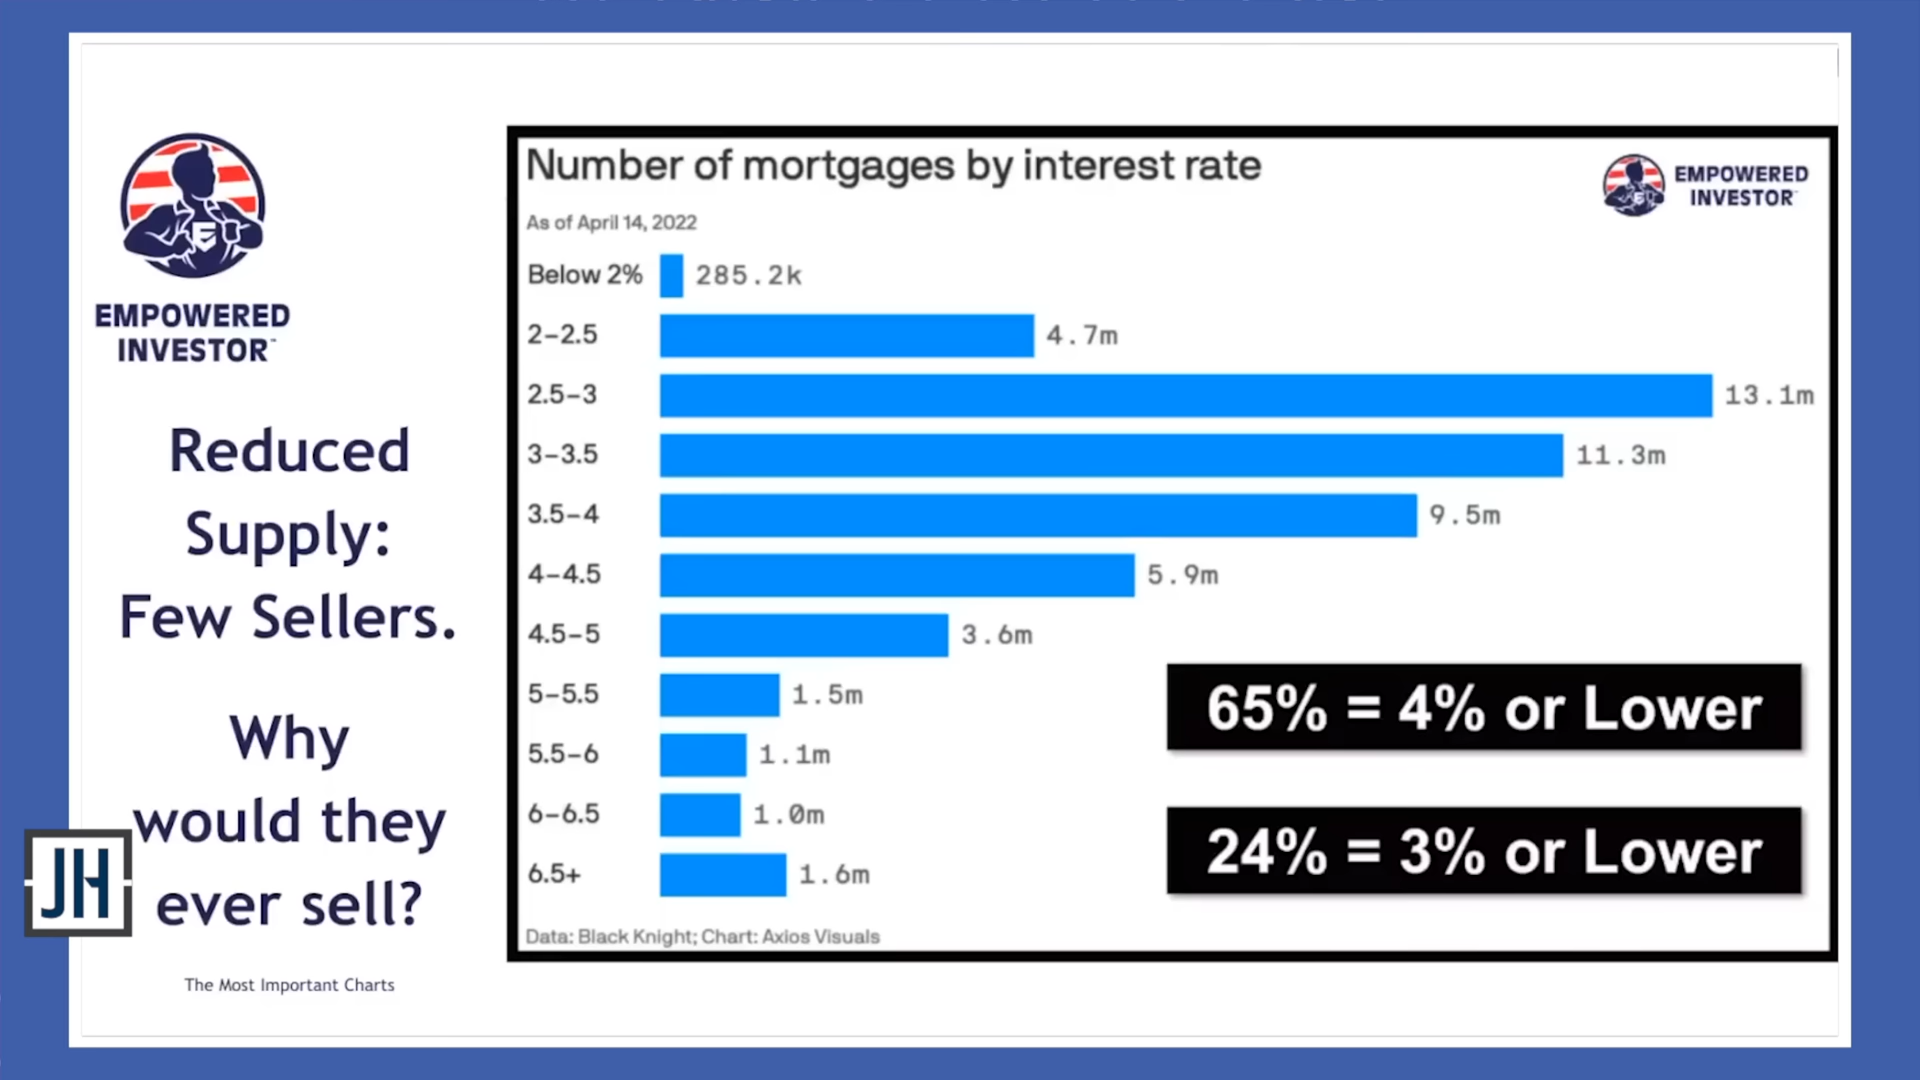 EMPOWERED
INVESTOR™
Reduced
Supply:
Few Sellers.
Why
would they
ever sell?
JH
The Most Important Charts
Number of mortgages by interest rate
EMPOWERED
INVESTOR™
As of April 14, 2022
Below 2% 285.2k
2–2.5 4.7m
2.5–3 13.1m
3–3.5 11.3m
3.5–4 9.5m
4–4.5 5.9m
4.5–5 3.6m
5–5.5 1.5m
5.5–6 1.1m
6–6.5 1.0m
6.5+ 1.6m
65% = 4% or Lower
24% = 3% or Lower
Data: Black Knight; Chart: Axios Visuals